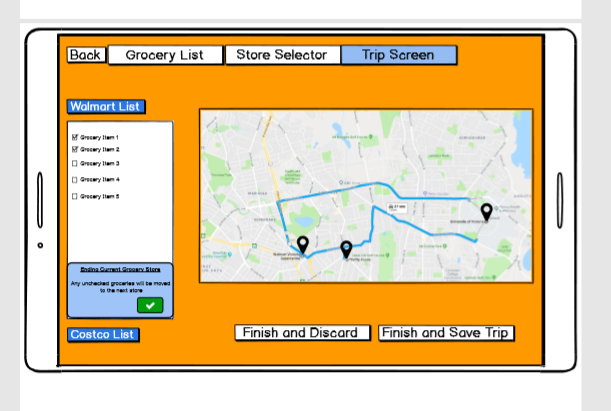 Back
Grocery List
Store Selector
Trip Screen
Walmart List
Grocery Item 1
Grocery Item 2
Grocery Item 3
Grocery Item 4
Grocery Item 5
Ending Current Grocery Store
Any unchecked groceries will be moved
to the next store
Costco List
Finish and Discard
Finish and Save Trip